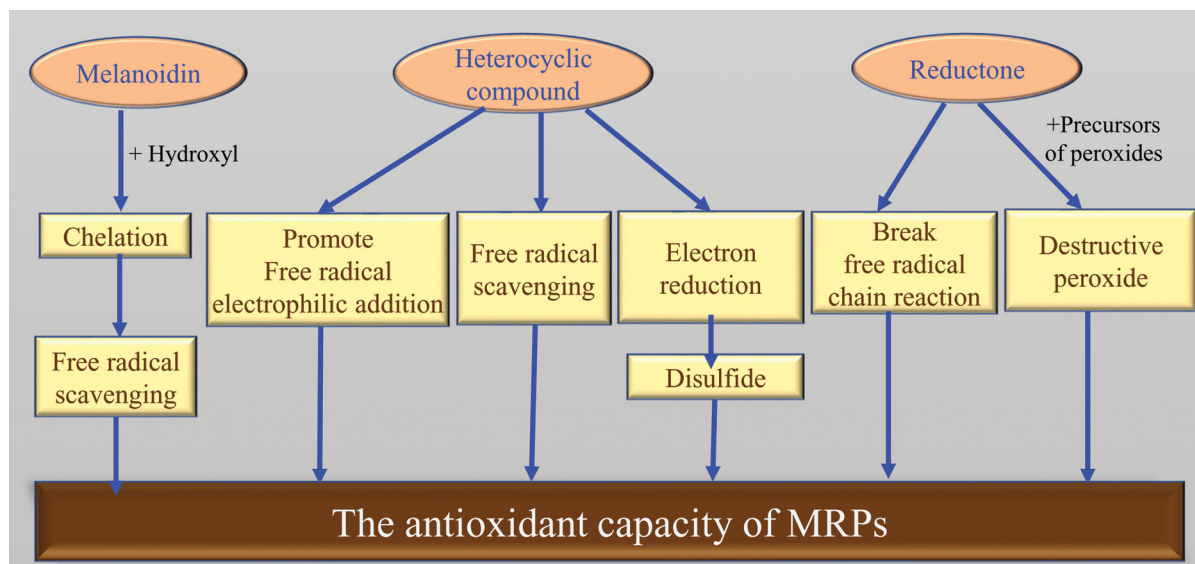 Melanoidin
Heterocyclic
compound
Reductone
+ Hydroxyl
+Precursors
of peroxides
Chelation
Free radical
scavenging
Promote
Free radical
electrophilic addition
Free radical
scavenging
Electron
reduction
Disulfide
Break
free radical
chain reaction
Destructive
peroxide
The antioxidant capacity of MRPs